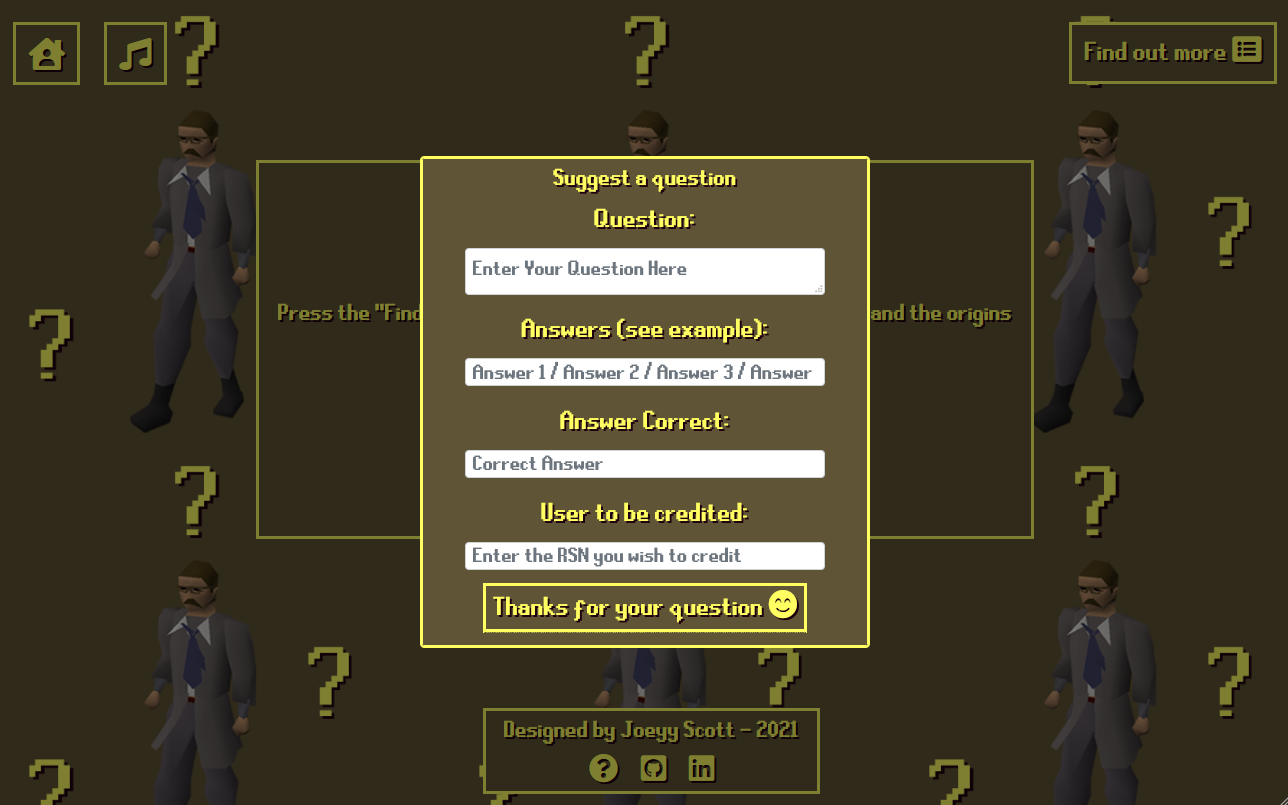 Find out more
Suggest a question
Question:
Enter Your Question Here
Press the "Find
and the origins
Answers (see example):
Answer 1 / Answer 2 / Answer 3 / Answer
Answer Correct:
Correct Answer
User to be credited:
Enter the RSN you wish to credit
Thanks for your question
Designed by Joeyy Scott - 2021